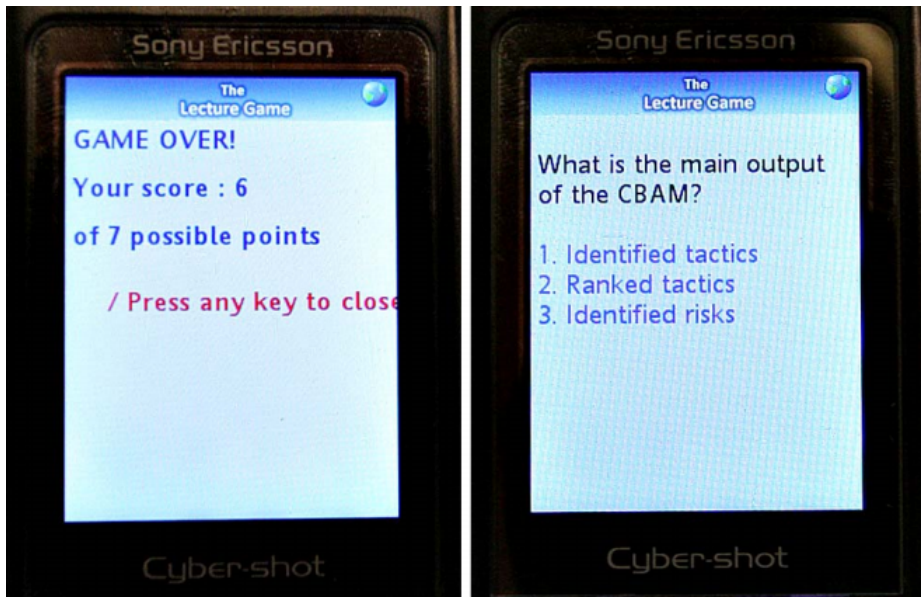 Sony Ericsson
The
Lecture Game
GAME OVER!
Your score : 6
of 7 possible points
/ Press any key to close
Cyber-shot
Sony Ericsson
The
Lecture Game
What is the main output
of the CBAM?
1. Identified tactics
2. Ranked tactics
3. Identified risks
Cyber-shot